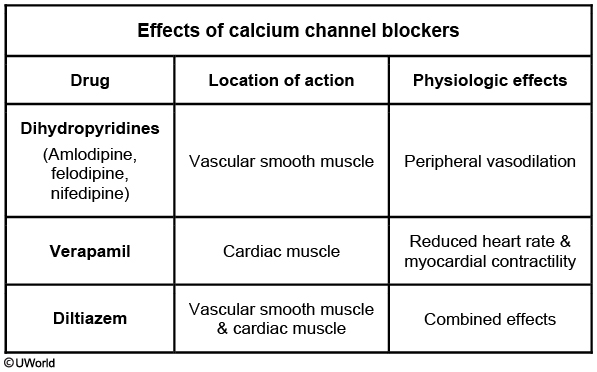 Effects of calcium channel blockers
Drug
Location of action
Physiologic effects
Dihydropyridines
(Amlodipine,
felodipine,
nifedipine)
Vascular smooth muscle
Peripheral vasodilation
Verapamil
Cardiac muscle
Reduced heart rate &
myocardial contractility
Diltiazem
Vascular smooth muscle
& cardiac muscle
Combined effects
© UWorld